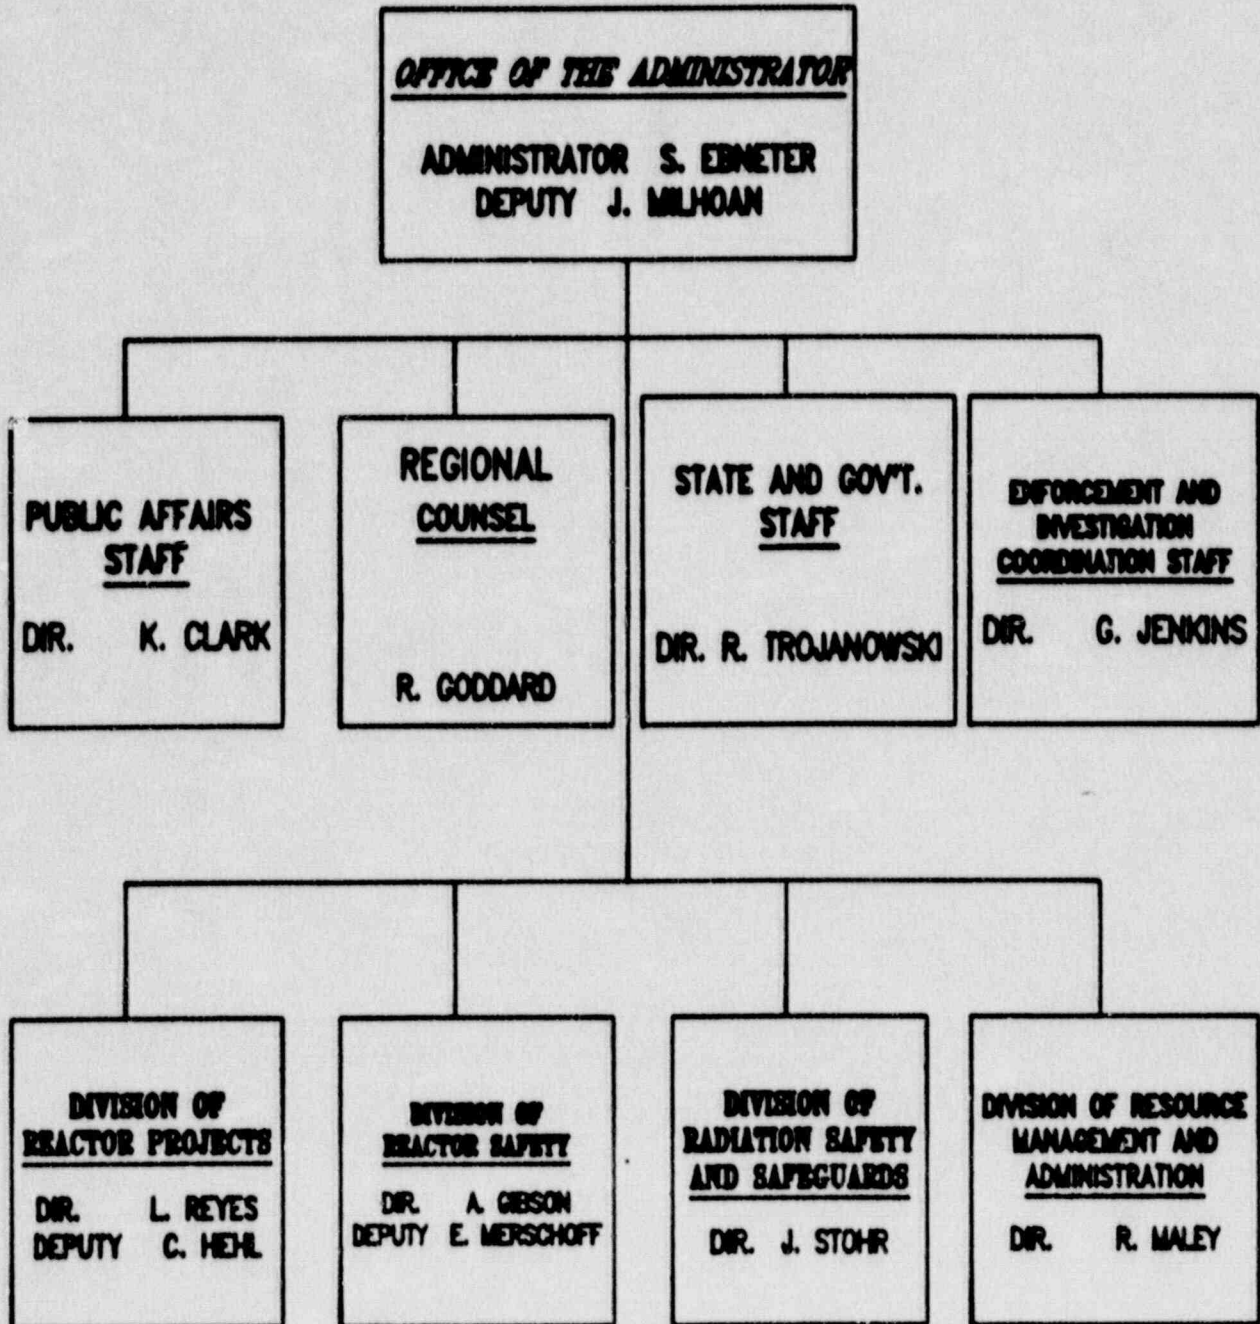 OFFICE OF THE ADMINISTRATOR
ADMINISTRATOR S. EBNETER
DEPUTY J. MILHOAN
PUBLIC AFFAIRS
STAFF
DIR. K. CLARK
REGIONAL
COUNSEL
R. GODDARD
STATE AND GOV'T.
STAFF
DIR. R. TROJANOWSKI
ENFORCEMENT AND
INVESTIGATION
COORDINATION STAFF
DIR. G. JENKINS
DIVISION OF
REACTOR PROJECTS
DIR. L. REYES
DEPUTY C. HEHL
DIVISION OF
REACTOR SAFETY
DIR. A. GIBSON
DEPUTY E. MERSCHOFF
DIVISION OF
RADIATION SAFETY
AND SAFEGUARDS
DIR. J. STOHR
DIVISION OF RESOURCE
MANAGEMENT AND
ADMINISTRATION
DIR. R. MALEY